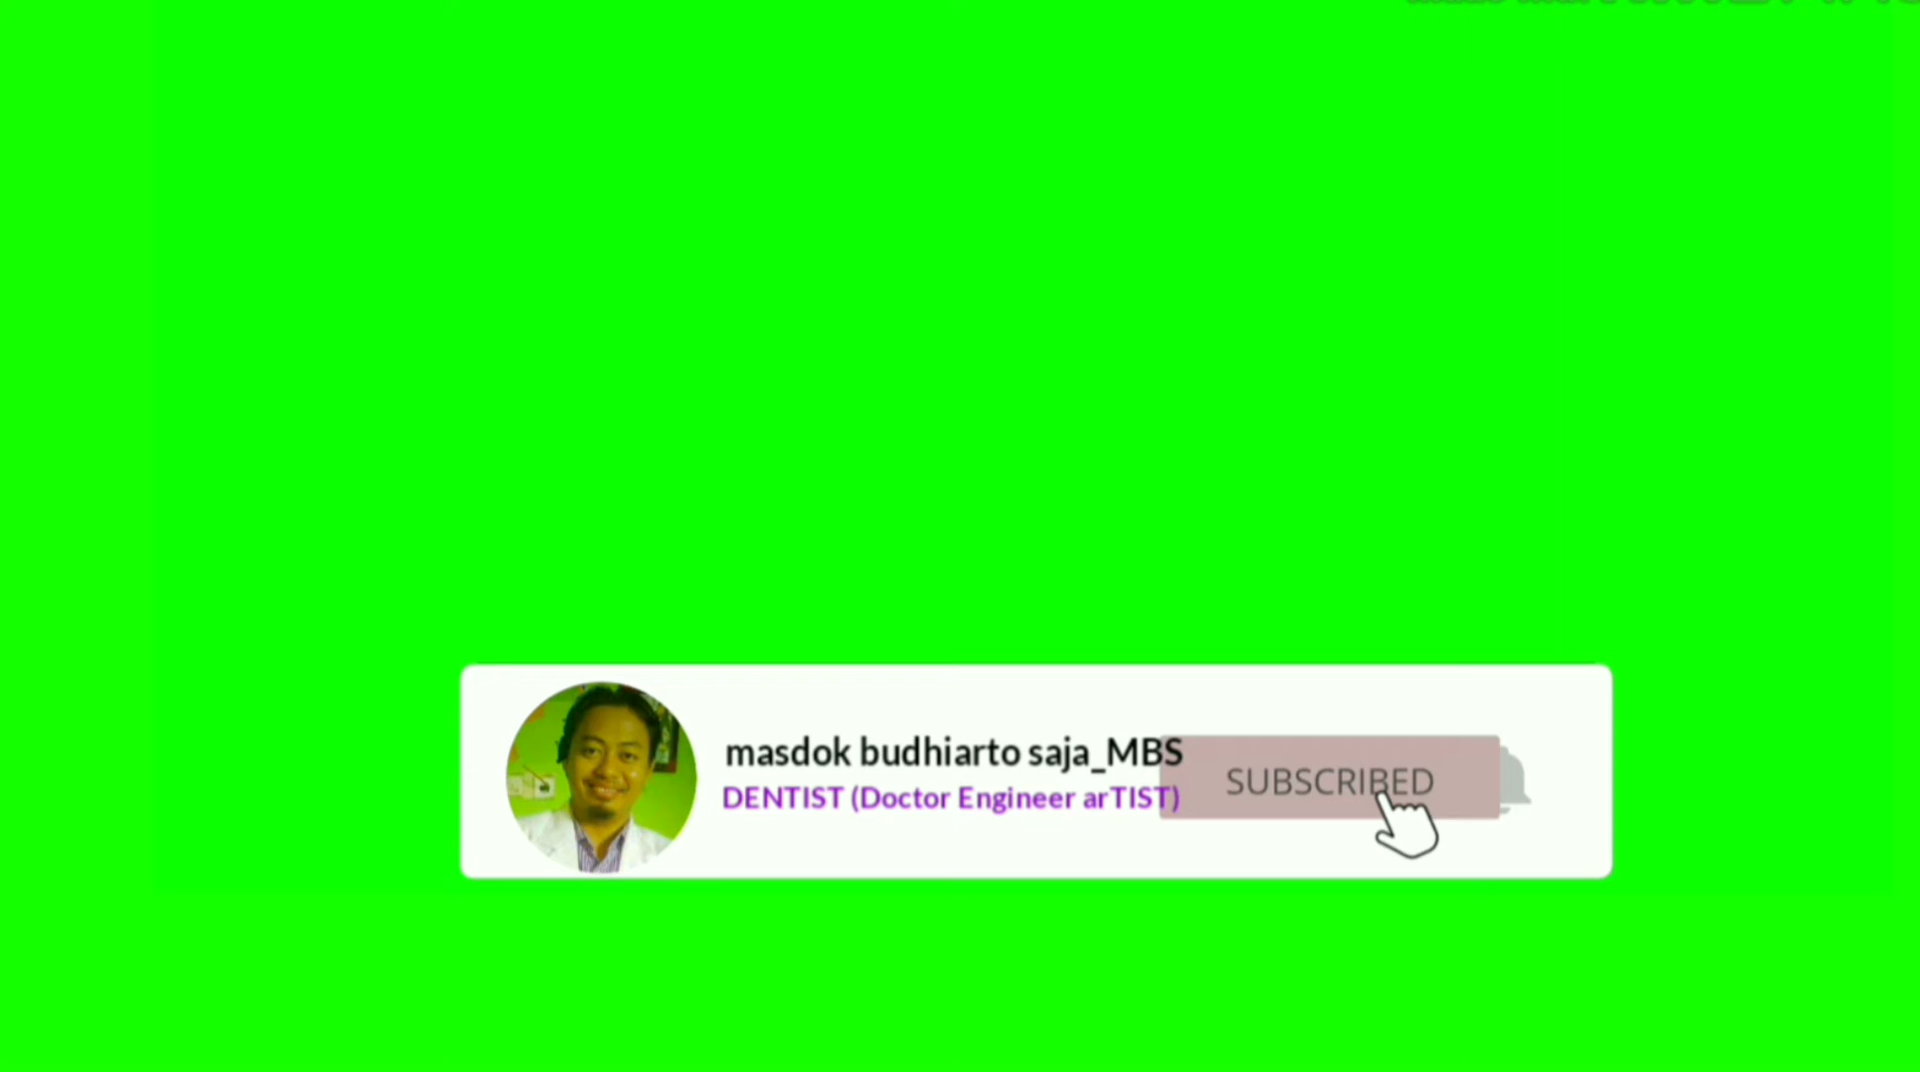 masdok budhiarto saja_MBS
DENTIST (Doctor Engineer arTIST)
SUBSCRIBED